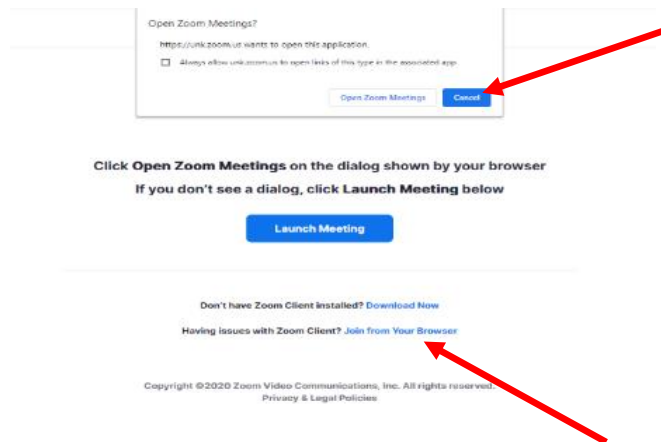 Open Zoom Meetings?
https://unk.zoom.us wants to open this application.
Always allow unk.zoom.us to open links of this type in the associated app
Open Zoom Meetings Cancel
Click Open Zoom Meetings on the dialog shown by your browser
If you don't see a dialog, click Launch Meeting below
Launch Meeting
Don't have Zoom Client installed? Download Now
Having issues with Zoom Client? Join from Your Browser
Copyright ©2020 Zoom Video Communications, Inc. All rights reserved.
Privacy & Legal Policies